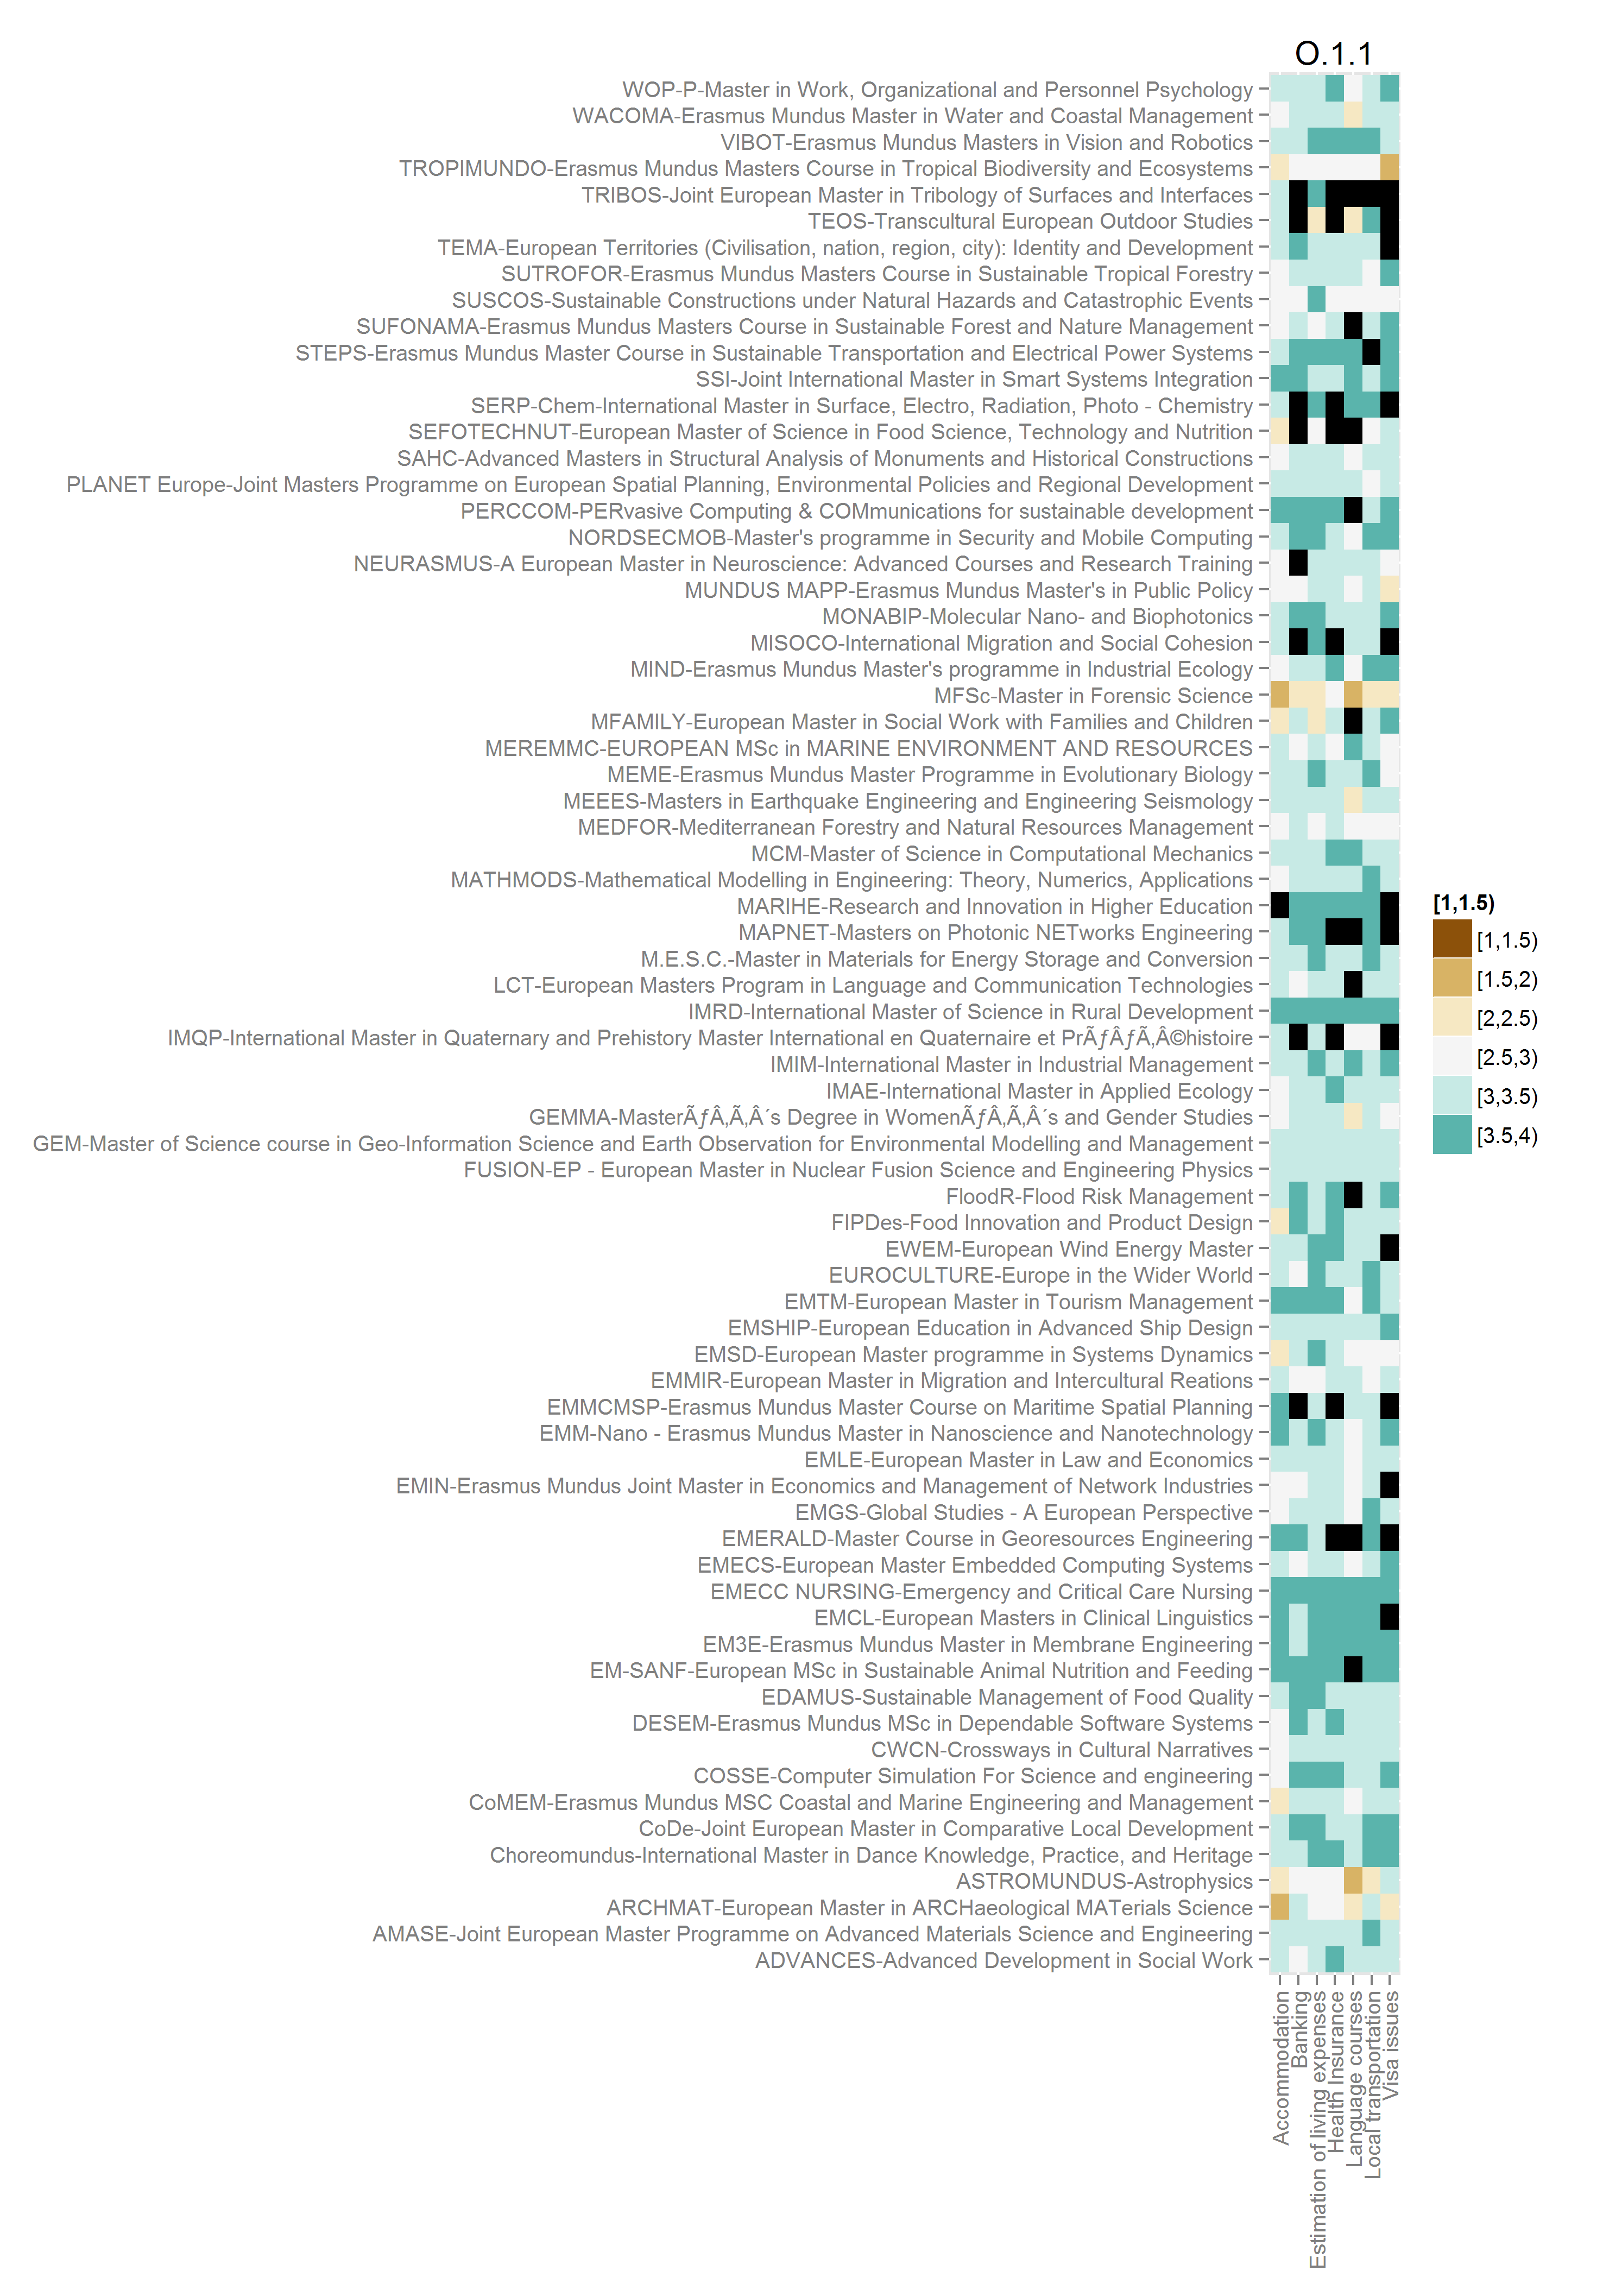 O.1.1
WOP-P-Master in Work, Organizational and Personnel Psychology
WACOMA-Erasmus Mundus Master in Water and Coastal Management
VIBOT-Erasmus Mundus Masters in Vision and Robotics
TROPIMUNDO-Erasmus Mundus Masters Course in Tropical Biodiversity and Ecosystems
TRIBOS-Joint European Master in Tribology of Surfaces and Interfaces
TEOS-Transcultural European Outdoor Studies
TEMA-European Territories (Civilisation, nation, region, city): Identity and Development
SUTROFOR-Erasmus Mundus Masters Course in Sustainable Tropical Forestry
SUSCOS-Sustainable Constructions under Natural Hazards and Catastrophic Events
SUFONAMA-Erasmus Mundus Masters Course in Sustainable Forest and Nature Management
STEPS-Erasmus Mundus Master Course in Sustainable Transportation and Electrical Power Systems
SSI-Joint International Master in Smart Systems Integration
SERP-Chem-International Master in Surface, Electro, Radiation, Photo - Chemistry
SEFOTECHNUT-European Master of Science in Food Science, Technology and Nutrition
SAHC-Advanced Masters in Structural Analysis of Monuments and Historical Constructions
PLANET Europe-Joint Masters Programme on European Spatial Planning, Environmental Policies and Regional Development
PERCCOM-PERvasive Computing & COMmunications for sustainable development
NORDSECMOB-Master's programme in Security and Mobile Computing
NEURASMUS-A European Master in Neuroscience: Advanced Courses and Research Training
MUNDUS MAPP-Erasmus Mundus Master's in Public Policy
MONABIP-Molecular Nano- and Biophotonics
MISOCO-International Migration and Social Cohesion
MIND-Erasmus Mundus Master's programme in Industrial Ecology
MFSc-Master in Forensic Science
MFAMILY-European Master in Social Work with Families and Children
MEREMMC-EUROPEAN MSc in MARINE ENVIRONMENT AND RESOURCES
MEME-Erasmus Mundus Master Programme in Evolutionary Biology
MEEES-Masters in Earthquake Engineering and Engineering Seismology
MEDFOR-Mediterranean Forestry and Natural Resources Management
MCM-Master of Science in Computational Mechanics
MATHMODS-Mathematical Modelling in Engineering: Theory, Numerics, Applications
MARIHE-Research and Innovation in Higher Education
MAPNET-Masters on Photonic NETworks Engineering
M.E.S.C.-Master in Materials for Energy Storage and Conversion
LCT-European Masters Program in Language and Communication Technologies
IMRD-International Master of Science in Rural Development
IMQP-International Master in Quaternary and Prehistory Master International en Quaternaire et PrÃƒÂƒÃ‚Â©histoire
IMIM-International Master in Industrial Management
IMAE-International Master in Applied Ecology
GEMMA-MasterÃƒÂ‚Ã‚Â´s Degree in WomenÃƒÂ‚Ã‚Â´s and Gender Studies
GEM-Master of Science course in Geo-Information Science and Earth Observation for Environmental Modelling and Management
FUSION-EP - European Master in Nuclear Fusion Science and Engineering Physics
FloodR-Flood Risk Management
FIPDes-Food Innovation and Product Design
EWEM-European Wind Energy Master
EUROCULTURE-Europe in the Wider World
EMTM-European Master in Tourism Management
EMSHIP-European Education in Advanced Ship Design
EMSD-European Master programme in Systems Dynamics
EMMIR-European Master in Migration and Intercultural Reations
EMMCMSP-Erasmus Mundus Master Course on Maritime Spatial Planning
EMM-Nano - Erasmus Mundus Master in Nanoscience and Nanotechnology
EMLE-European Master in Law and Economics
EMIN-Erasmus Mundus Joint Master in Economics and Management of Network Industries
EMGS-Global Studies - A European Perspective
EMERALD-Master Course in Georesources Engineering
EMECS-European Master Embedded Computing Systems
EMECC NURSING-Emergency and Critical Care Nursing
EMCL-European Masters in Clinical Linguistics
EM3E-Erasmus Mundus Master in Membrane Engineering
EM-SANF-European MSc in Sustainable Animal Nutrition and Feeding
EDAMUS-Sustainable Management of Food Quality
DESEM-Erasmus Mundus MSc in Dependable Software Systems
CWCN-Crossways in Cultural Narratives
COSSE-Computer Simulation For Science and engineering
CoMEM-Erasmus Mundus MSC Coastal and Marine Engineering and Management
CoDe-Joint European Master in Comparative Local Development
Choreomundus-International Master in Dance Knowledge, Practice, and Heritage
ASTROMUNDUS-Astrophysics
ARCHMAT-European Master in ARCHaeological MATerials Science
AMASE-Joint European Master Programme on Advanced Materials Science and Engineering
ADVANCES-Advanced Development in Social Work
Accommodation
Banking
Estimation of living expenses
Health Insurance
Language courses
Local transportation
Visa issues
[1,1.5)
[1,1.5)
[1.5,2)
[2,2.5)
[2.5,3)
[3,3.5)
[3.5,4)